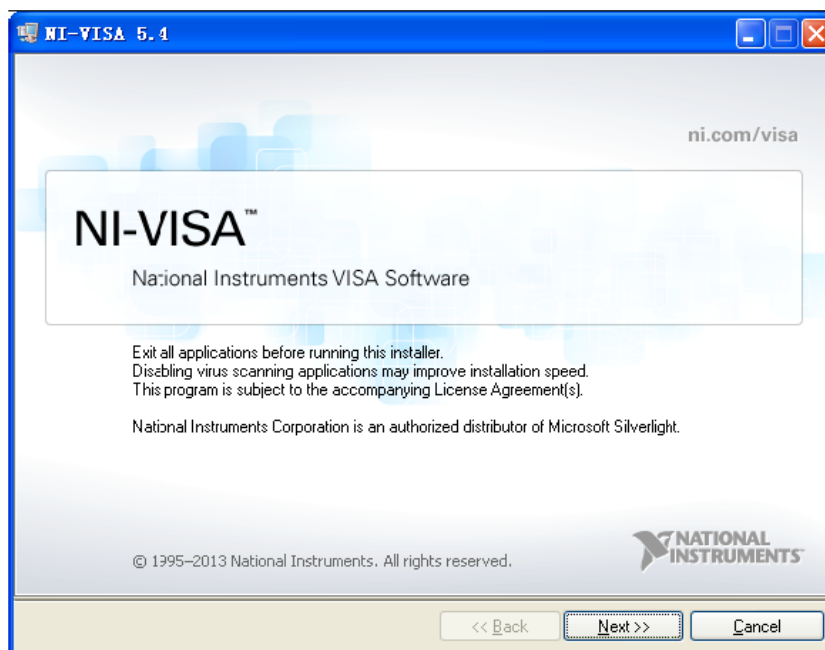 NI-VISA 5.4
ni.com/visa
NI-VISA™
National Instruments VISA Software
Exit all applications before running this installer.
Disabling virus scanning applications may improve installation speed.
This program is subject to the accompanying License Agreement(s).
National Instruments Corporation is an authorized distributor of Microsoft Silverlight.
© 1995–2013 National Instruments. All rights reserved.
NATIONAL
INSTRUMENTS
<< Back
Next >>
Cancel